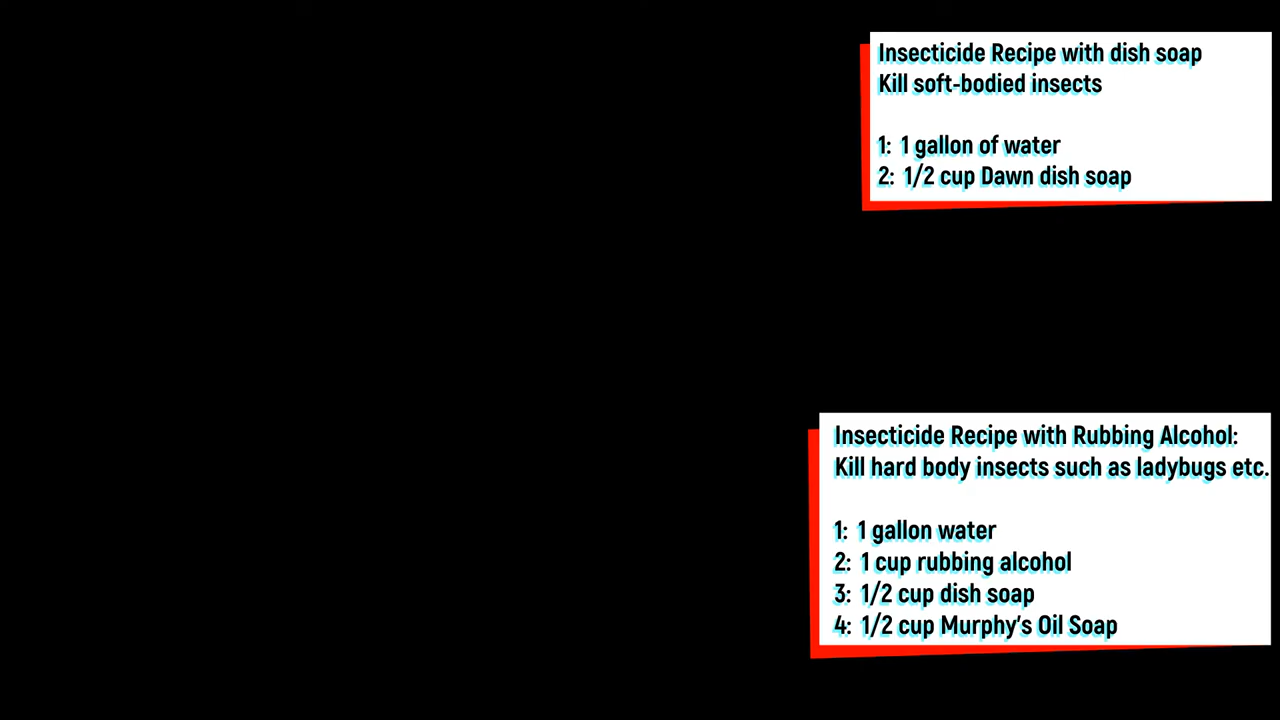 Insecticide Recipe with dish soap
Kill soft-bodied insects
1: 1 gallon of water
2: 1/2 cup Dawn dish soap
Insecticide Recipe with Rubbing Alcohol:
Kill hard body insects such as ladybugs etc.
1: 1 gallon water
2: 1 cup rubbing alcohol
3: 1/2 cup dish soap
4: 1/2 cup Murphy's Oil Soap